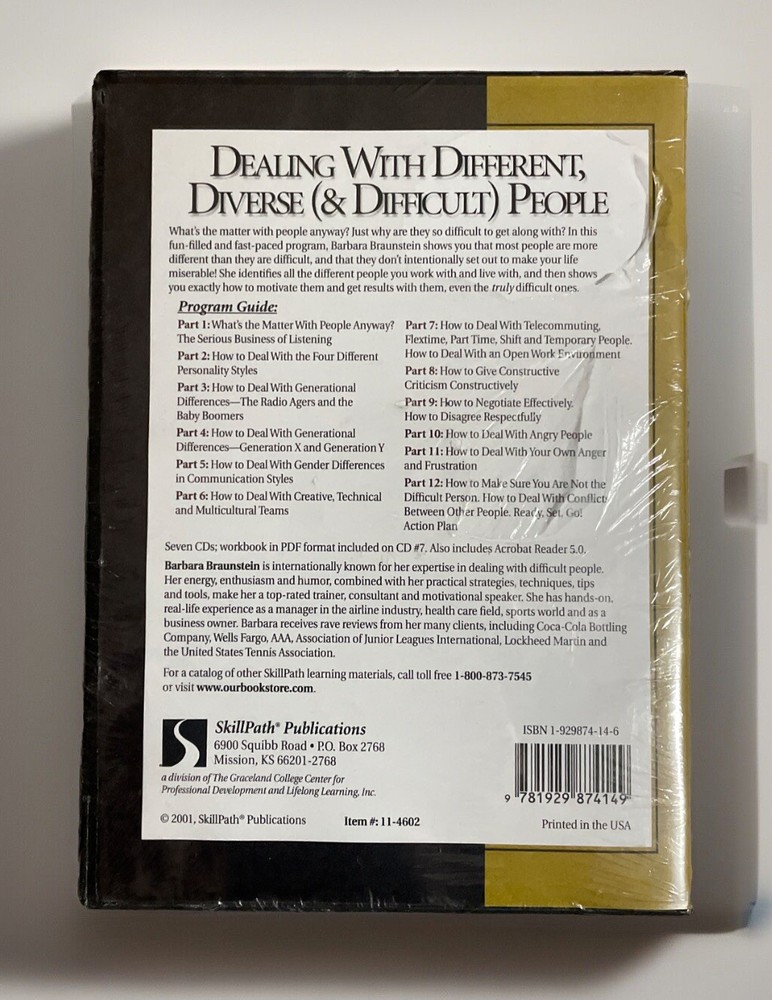 DEALING WITH DIFFERENT,
DIVERSE (& DIFFICULT) PEOPLE
What's the matter with people anyway? Just why are they so difficult to get along with? In this
fun-filled and fast-paced program, Barbara Braunstein shows you that most people are more
different than they are difficult, and that they don't intentionally set out to make your life
miserable! She identifies all the different people you work with and live with, and then shows
you exactly how to motivate them and get results with them, even the truly difficult ones.
Program Guide:
Part 1: What's the Matter With People Anyway?
The Serious Business of Listening
Part 2: How to Deal With the Four Different
Personality Styles
Part 3: How to Deal With Generational
Differences—The Radio Agers and the
Baby Boomers
Part 4: How to Deal With Generational
Differences—Generation X and Generation Y
Part 5: How to Deal With Gender Differences
in Communication Styles
Part 6: How to Deal With Creative, Technical
and Multicultural Teams
Part 7: How to Deal With Telecommuting,
Flextime, Part Time, Shift and Temporary People.
How to Deal With an Open Work Environment
Part 8: How to Give Constructive
Criticism Constructively
Part 9: How to Negotiate Effectively.
How to Disagree Respectfully
Part 10: How to Deal With Angry People
Part 11: How to Deal With Your Own Anger
and Frustration
Part 12: How to Make Sure You Are Not the
Difficult Person. How to Deal With Conflict
Between Other People. Ready, Set, Go!
Action Plan
Seven CDs; workbook in PDF format included on CD #7. Also includes Acrobat Reader 5.0.
Barbara Braunstein is internationally known for her expertise in dealing with difficult people.
Her energy, enthusiasm and humor, combined with her practical strategies, techniques, tips
and tools, make her a top-rated trainer, consultant and motivational speaker. She has hands-on,
real-life experience as a manager in the airline industry, health care field, sports world and as a
business owner. Barbara receives rave reviews from her many clients, including Coca-Cola Bottling
Company, Wells Fargo, AAA, Association of Junior Leagues International, Lockheed Martin and
the United States Tennis Association.
For a catalog of other SkillPath learning materials, call toll free 1-800-873-7545
or visit www.ourbookstore.com.
SkillPath® Publications
6900 Squibb Road • P.O. Box 2768
Mission, KS 66201-2768
a division of The Graceland College Center for
Professional Development and Lifelong Learning, Inc.
ISBN 1-929874-14-6
9 781929 874149
© 2001, SkillPath® Publications
Item #: 11-4602
Printed in the USA